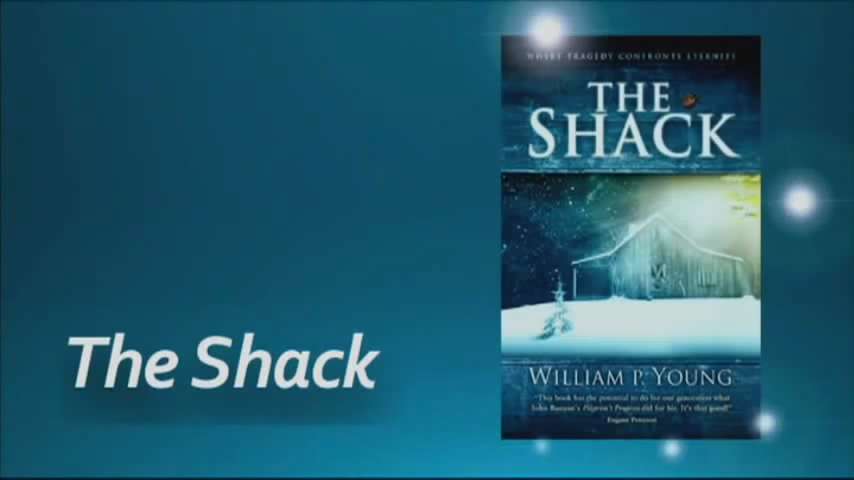 WHERE TRAGEDY CONFRONTS ETERNITY
THE
SHACK
The Shack
WILLIAM P. YOUNG
"This book has the potential to do for our generation what
John Bunyan's Pilgrim's Progress did for his. It's that good!"
Eugene Peterson